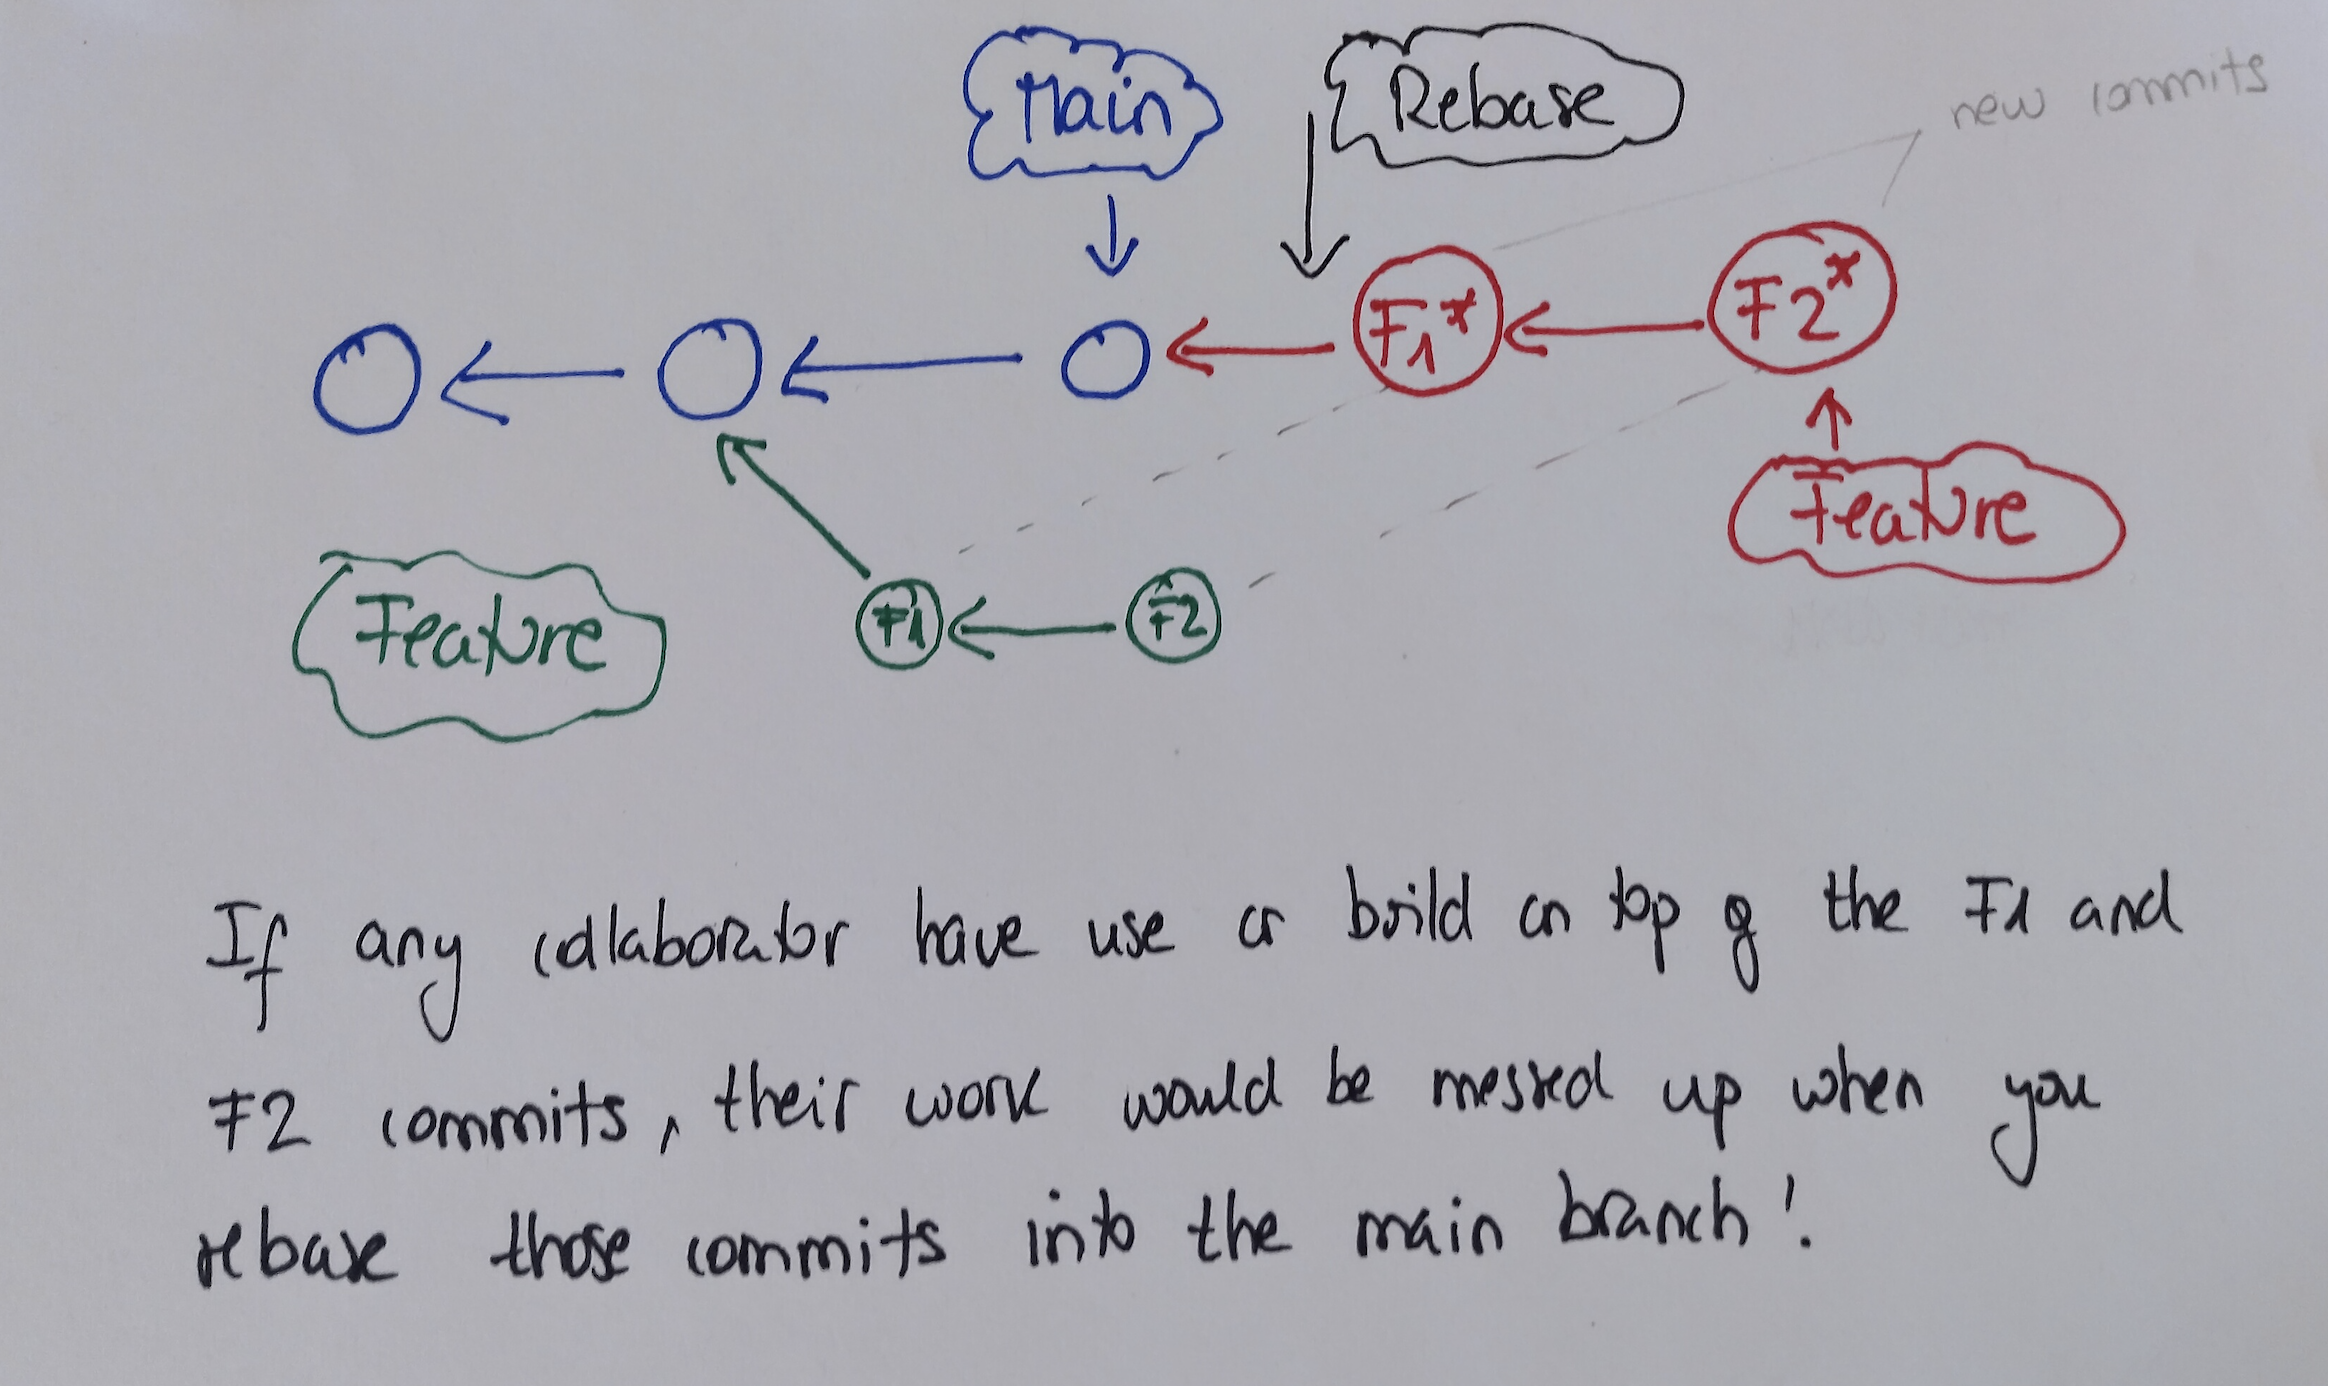 Main
Rebase
new commits
F1*
F2*
Feature
F1
F2
Feature
If any collaborator have use or build on top of the F1 and
F2 commits, their work would be messed up when you
rebase those commits into the main branch!